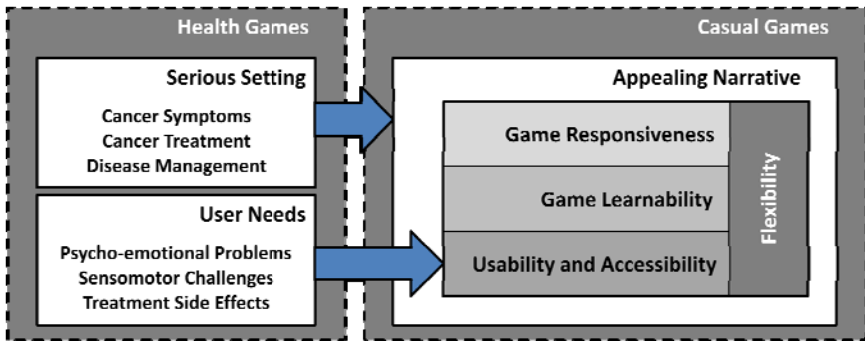 Health Games
Serious Setting
Cancer Symptoms
Cancer Treatment
Disease Management
User Needs
Psycho-emotional Problems
Sensomotor Challenges
Treatment Side Effects
Casual Games
Appealing Narrative
Game Responsiveness
Game Learnability
Usability and Accessibility
Flexibility